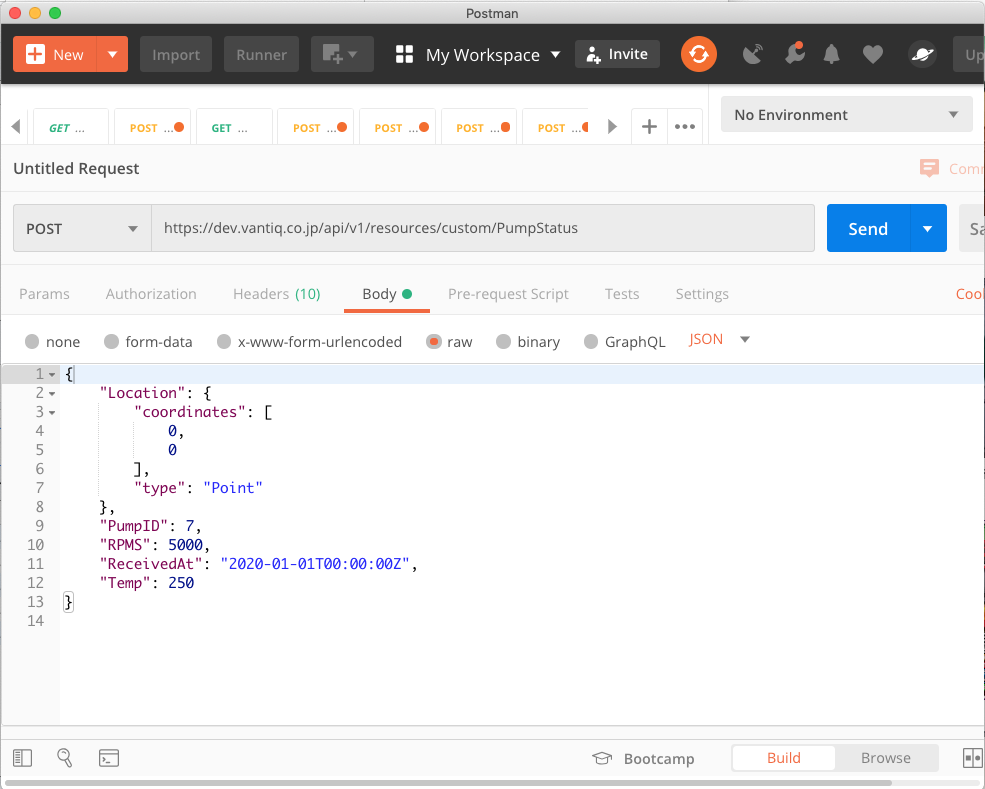 Postman
New Import Runner My Workspace Invite Up
GET ... POST ... GET ... POST ... POST ... POST ... POST ... No Environment
Untitled Request Comm
POST https://dev.vantiq.co.jp/api/v1/resources/custom/PumpStatus Send Sa
Params Authorization Headers (10) Body Pre-request Script Tests Settings Cool
none form-data x-www-form-urlencoded raw binary GraphQL JSON
1 {
2 "Location": {
3 "coordinates": [
4 0,
5 0
6 ],
7 "type": "Point"
8 },
9 "PumpID": 7,
10 "RPMS": 5000,
11 "ReceivedAt": "2020-01-01T00:00:00Z",
12 "Temp": 250
13 }
14
Bootcamp Build Browse